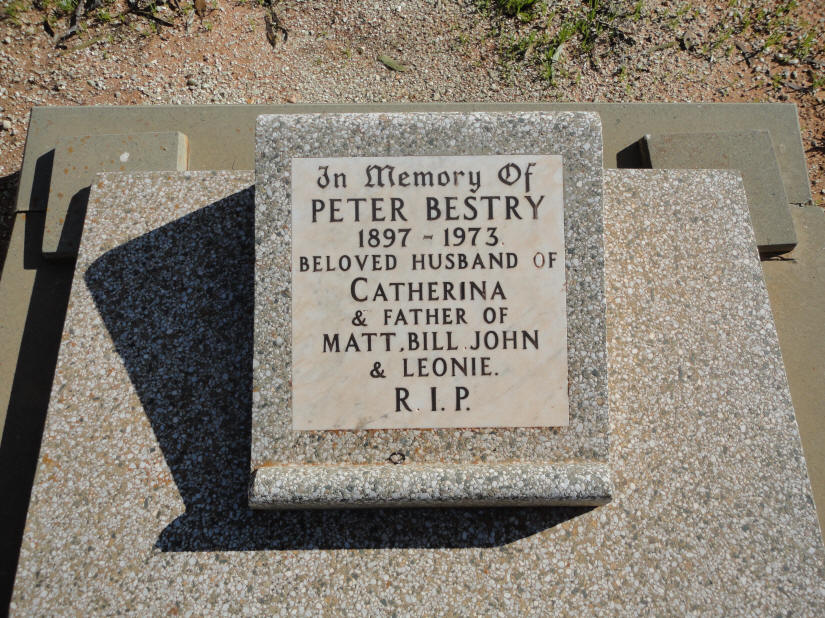 In Memory Of
PETER BESTRY
1897 - 1973.
BELOVED HUSBAND OF
CATHERINA
& FATHER OF
MATT, BILL. JOHN
& LEONIE.
R. I. P.